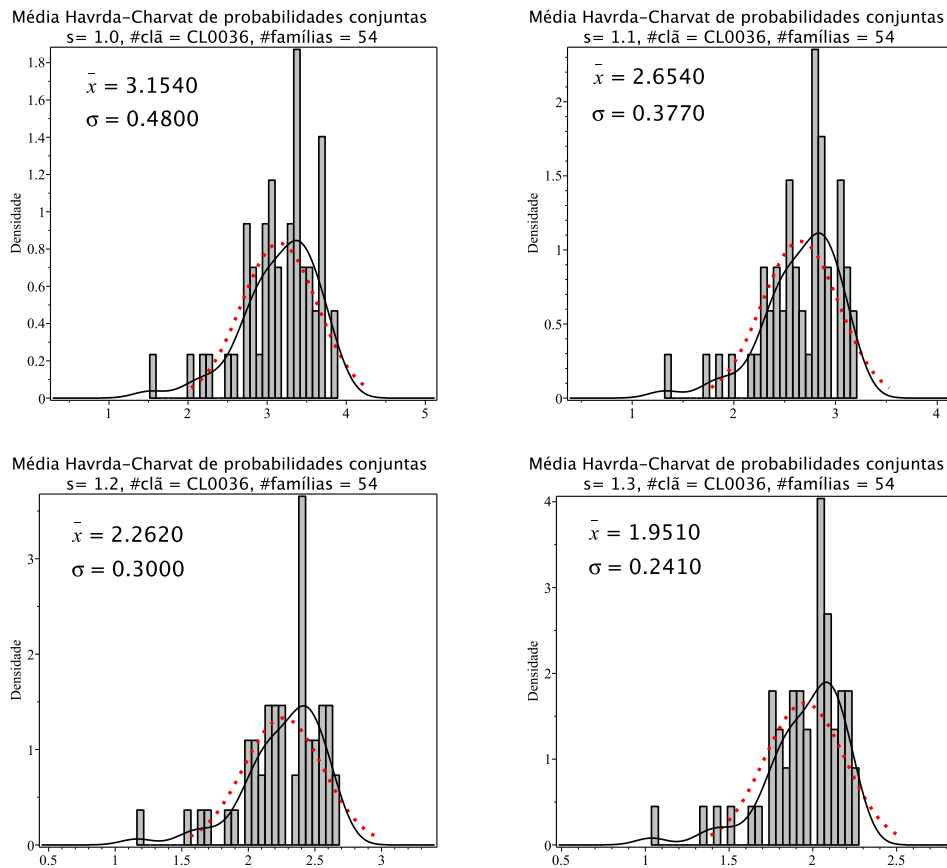 Média Havrda-Charvat de probabilidades conjuntas
s= 1.0, #clã = CL0036, #famílias = 54
x̄ = 3.1540
σ = 0.4800
Densidade
1.8
1.6
1.4
1.2
1
0.8
0.6
0.4
0.2
0
1 2 3 4 5
Média Havrda-Charvat de probabilidades conjuntas
s= 1.1, #clã = CL0036, #famílias = 54
x̄ = 2.6540
σ = 0.3770
Densidade
2
1.5
1
0.5
0
1 2 3 4
Média Havrda-Charvat de probabilidades conjuntas
s= 1.2, #clã = CL0036, #famílias = 54
x̄ = 2.2620
σ = 0.3000
Densidade
3
2
1
0
0.5 1 1.5 2 2.5 3
Média Havrda-Charvat de probabilidades conjuntas
s= 1.3, #clã = CL0036, #famílias = 54
x̄ = 1.9510
σ = 0.2410
Densidade
4
3
2
1
0
0.5 1 1.5 2 2.5